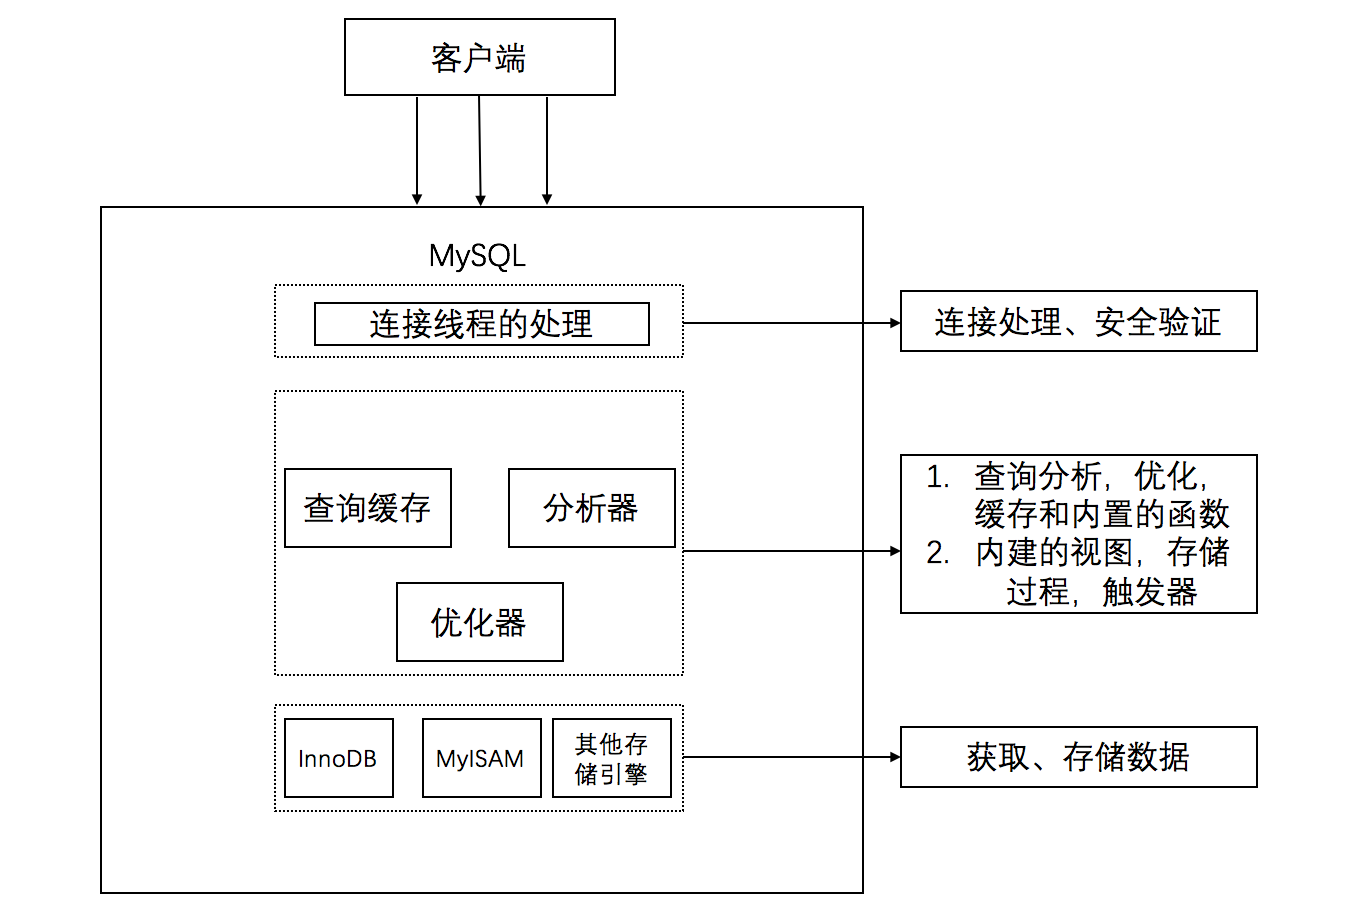 客户端
MySQL
连接线程的处理
连接处理、安全验证
查询缓存
分析器
优化器
1. 查询分析，优化，
缓存和内置的函数
2. 内建的视图，存储
过程，触发器
InnoDB
MyISAM
其他存
储引擎
获取、存储数据